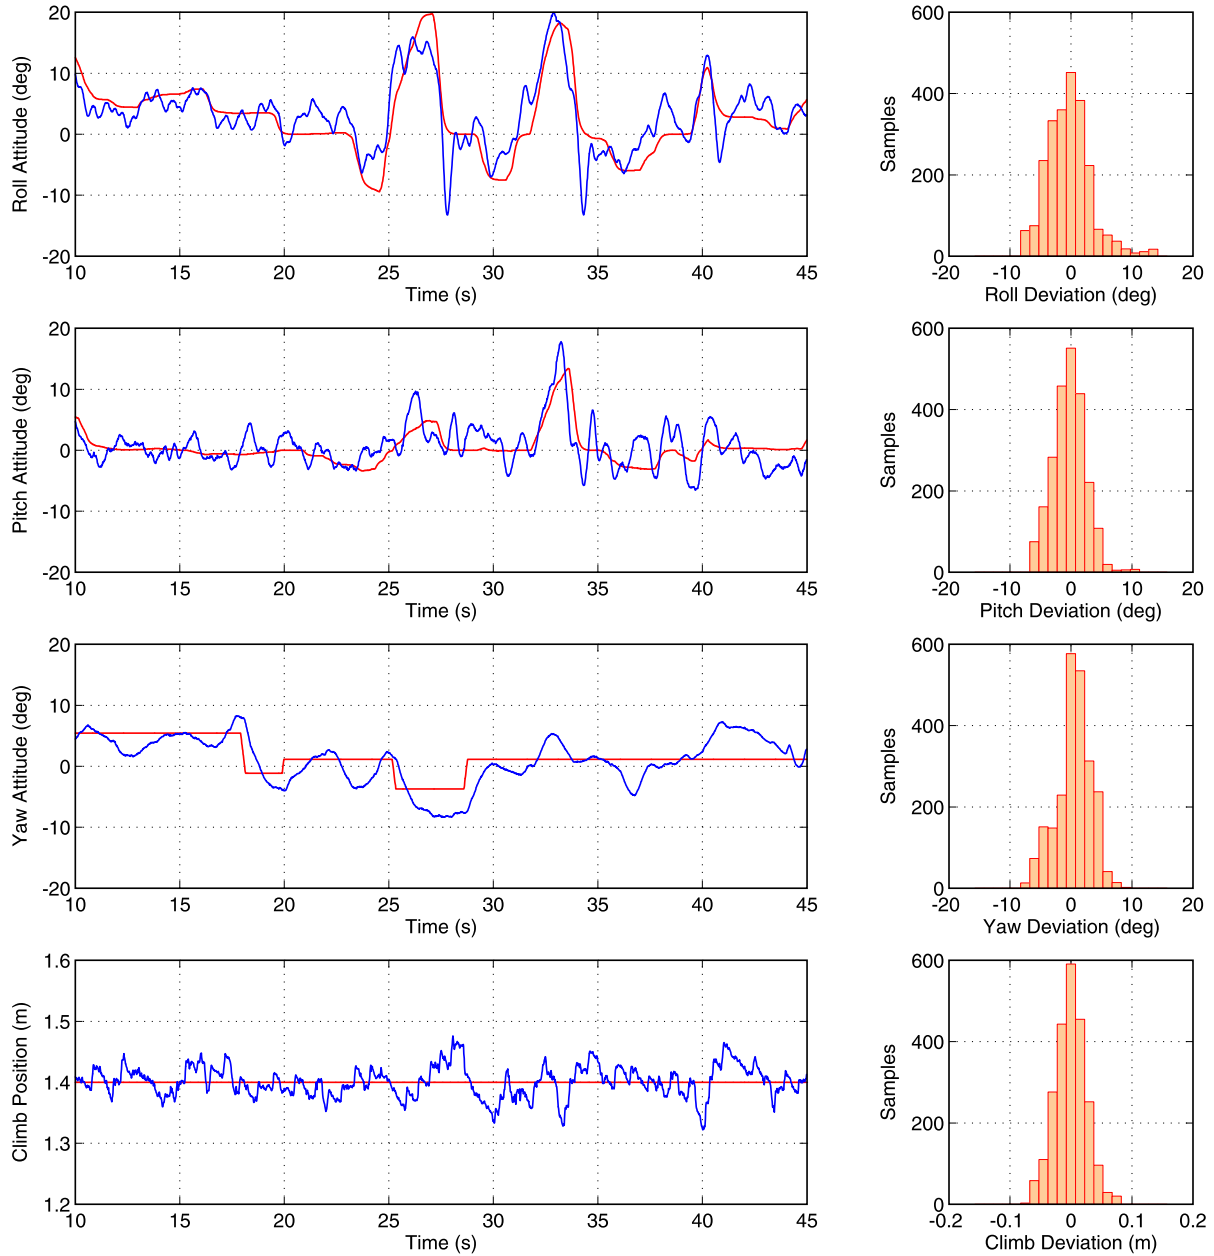 20
10
0
-10
-20
Roll Attitude (deg)
10 15 20 25 30 35 40 45
Time (s)
600
400
200
0
Samples
-20 -10 0 10 20
Roll Deviation (deg)
20
10
0
-10
-20
Pitch Attitude (deg)
10 15 20 25 30 35 40 45
Time (s)
600
400
200
0
Samples
-20 -10 0 10 20
Pitch Deviation (deg)
20
10
0
-10
-20
Yaw Attitude (deg)
10 15 20 25 30 35 40 45
Time (s)
600
400
200
0
Samples
-20 -10 0 10 20
Yaw Deviation (deg)
1.6
1.5
1.4
1.3
1.2
Climb Position (m)
10 15 20 25 30 35 40 45
Time (s)
600
400
200
0
Samples
-0.2 -0.1 0 0.1 0.2
Climb Deviation (m)